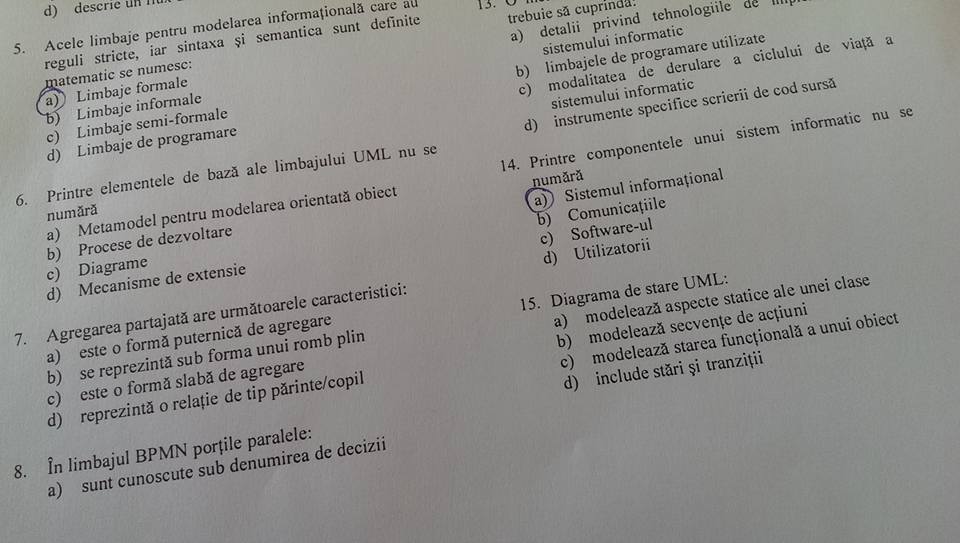 d) descrie un
5. Acele limbaje pentru modelarea informațională care au
reguli stricte, iar sintaxa și semantica sunt definite
matematic se numesc:
a) Limbaje formale
b) Limbaje informale
c) Limbaje semi-formale
d) Limbaje de programare
6. Printre elementele de bază ale limbajului UML nu se
numără
a) Metamodel pentru modelarea orientată obiect
b) Procese de dezvoltare
c) Diagrame
d) Mecanisme de extensie
7. Agregarea partajată are următoarele caracteristici:
a) este o formă puternică de agregare
b) se reprezintă sub forma unui romb plin
c) este o formă slabă de agregare
d) reprezintă o relație de tip părinte/copil
8. În limbajul BPMN porțile paralele:
a) sunt cunoscute sub denumirea de decizii
13. O
trebuie să cuprindă:
a) detalii privind tehnologiile de
sistemului informatic
b) limbajele de programare utilizate
c) modalitatea de derulare a ciclului de viață a
sistemului informatic
d) instrumente specifice scrierii de cod sursă
14. Printre componentele unui sistem informatic nu se
numără
a) Sistemul informațional
b) Comunicațiile
c) Software-ul
d) Utilizatorii
15. Diagrama de stare UML:
a) modelează aspecte statice ale unei clase
b) modelează secvențe de acțiuni
c) modelează starea funcțională a unui obiect
d) include stări și tranziții